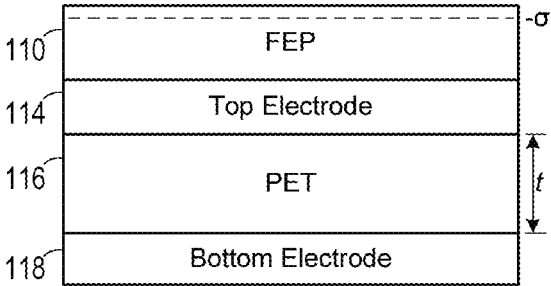 -σ
110
FEP
114
Top Electrode
116
PET
t
118
Bottom Electrode